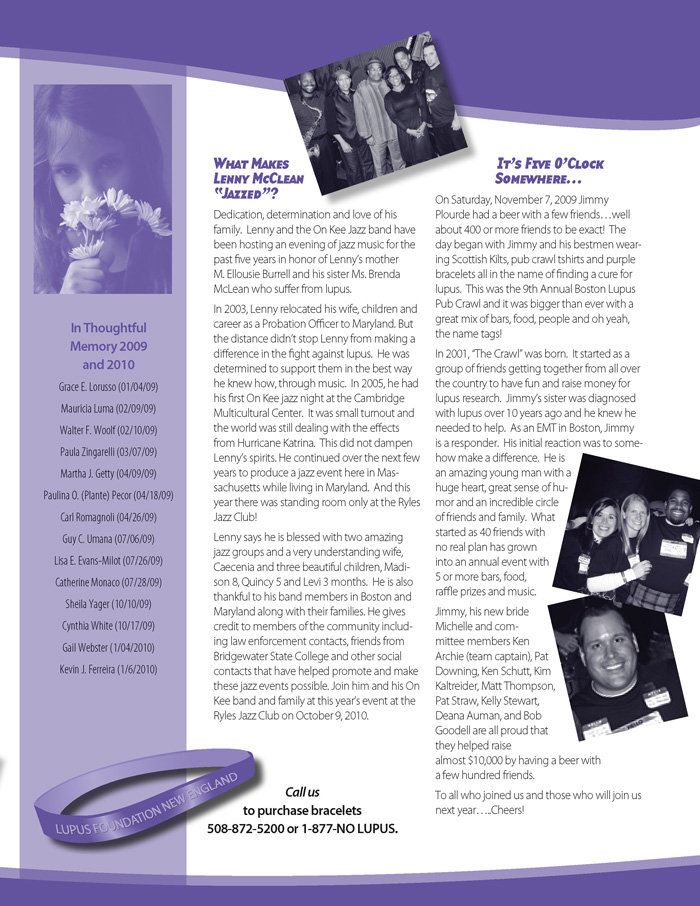 In Thoughtful
Memory 2009
and 2010
Grace E. Lorusso (01/04/09)
Mauricia Luma (02/09/09)
Walter F. Woolf (02/10/09)
Paula Zingarelli (03/07/09)
Martha J. Getty (04/09/09)
Paulina O. (Plante) Pecor (04/18/09)
Carl Romagnoli (04/26/09)
Guy C. Umana (07/06/09)
Lisa E. Evans-Milot (07/26/09)
Catherine Monaco (07/28/09)
Sheila Yager (10/10/09)
Cynthia White (10/17/09)
Gail Webster (1/04/2010)
Kevin J. Ferreira (1/6/2010)
LUPUS FOUNDATION NEW ENGLAND
What Makes
Lenny McClean
“Jazzed”?
Dedication, determination and love of his
family. Lenny and the On Kee Jazz band have
been hosting an evening of jazz music for the
past five years in honor of Lenny’s mother
M. Ellousie Burrell and his sister Ms. Brenda
McLean who suffer from lupus.
In 2003, Lenny relocated his wife, children and
career as a Probation Officer to Maryland. But
the distance didn’t stop Lenny from making a
difference in the fight against lupus. He was
determined to support them in the best way
he knew how, through music. In 2005, he had
his first On Kee jazz night at the Cambridge
Multicultural Center. It was small turnout and
the world was still dealing with the effects
from Hurricane Katrina. This did not dampen
Lenny’s spirits. He continued over the next few
years to produce a jazz event here in Mas-
sachusetts while living in Maryland. And this
year there was standing room only at the Ryles
Jazz Club!
Lenny says he is blessed with two amazing
jazz groups and a very understanding wife,
Caecenia and three beautiful children, Madi-
son 8, Quincy 5 and Levi 3 months. He is also
thankful to his band members in Boston and
Maryland along with their families. He gives
credit to members of the community includ-
ing law enforcement contacts, friends from
Bridgewater State College and other social
contacts that have helped promote and make
these jazz events possible. Join him and his On
Kee band and family at this year’s event at the
Ryles Jazz Club on October 9, 2010.
Call us
to purchase bracelets
508-872-5200 or 1-877-NO LUPUS.
It’s Five O’Clock
Somewhere…
On Saturday, November 7, 2009 Jimmy
Plourde had a beer with a few friends…well
about 400 or more friends to be exact! The
day began with Jimmy and his bestmen wear-
ing Scottish Kilts, pub crawl tshirts and purple
bracelets all in the name of finding a cure for
lupus. This was the 9th Annual Boston Lupus
Pub Crawl and it was bigger than ever with a
great mix of bars, food, people and oh yeah,
the name tags!
In 2001, “The Crawl” was born. It started as a
group of friends getting together from all over
the country to have fun and raise money for
lupus research. Jimmy’s sister was diagnosed
with lupus over 10 years ago and he knew he
needed to help. As an EMT in Boston, Jimmy
is a responder. His initial reaction was to some-
how make a difference. He is
an amazing young man with a
huge heart, great sense of hu-
mor and an incredible circle
of friends and family. What
started as 40 friends with
no real plan has grown
into an annual event with
5 or more bars, food,
raffle prizes and music.
Jimmy, his new bride
Michelle and com-
mittee members Ken
Archie (team captain), Pat
Downing, Ken Schutt, Kim
Kaltreider, Matt Thompson,
Pat Straw, Kelly Stewart,
Deana Auman, and Bob
Goodell are all proud that
they helped raise
almost $10,000 by having a beer with
a few hundred friends.
To all who joined us and those who will join us
next year…..Cheers!